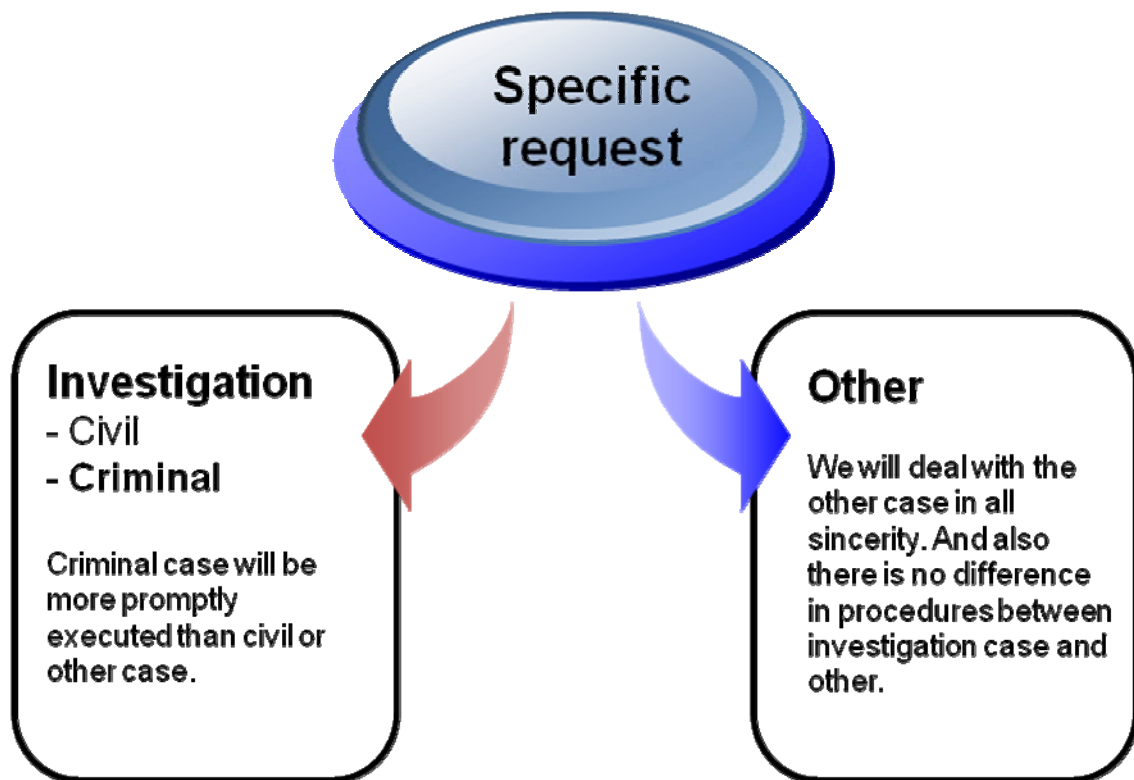 Specific
request
Investigation
- Civil
- Criminal
Criminal case will be
more promptly
executed than civil or
other case.
Other
We will deal with the
other case in all
sincerity. And also
there is no difference
in procedures between
investigation case and
other.